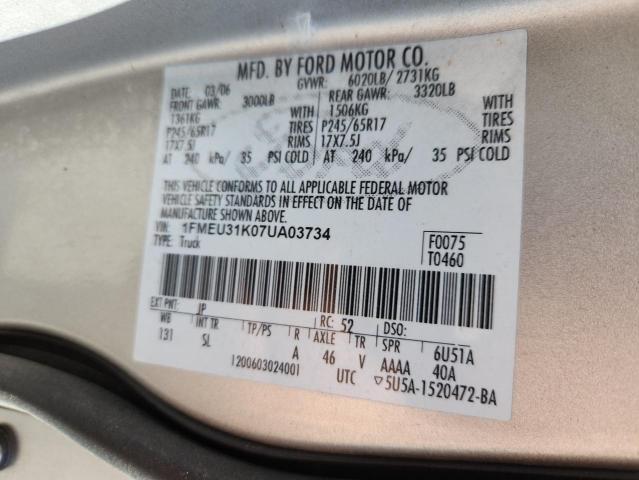 MFD. BY FORD MOTOR CO.
DATE: 03/06 GVWR: 6020LB/ 2731KG
FRONT GAWR: 3000LB REAR GAWR: 3320LB
1361KG WITH 1506KG WITH
P245/65R17 TIRES P245/65R17 TIRES
17X7.5J RIMS 17X7.5J RIMS
AT 240 kPa/ 35 PSI COLD AT 240 kPa/ 35 PSI COLD
THIS VEHICLE CONFORMS TO ALL APPLICABLE FEDERAL MOTOR
VEHICLE SAFETY STANDARDS IN EFFECT ON THE DATE OF
MANUFACTURE SHOWN ABOVE.
VIN: 1FMEU31K07UA03734 F0075
TYPE: Truck T0460
EXT PNT: JP RC: 52 DSO:
WB INT TR TP/PS R AXLE TR SPR 6U51A
131 SL A 46 V AAAA 40A
120060302400​1 UTC ▽5U5A-1520472-BA